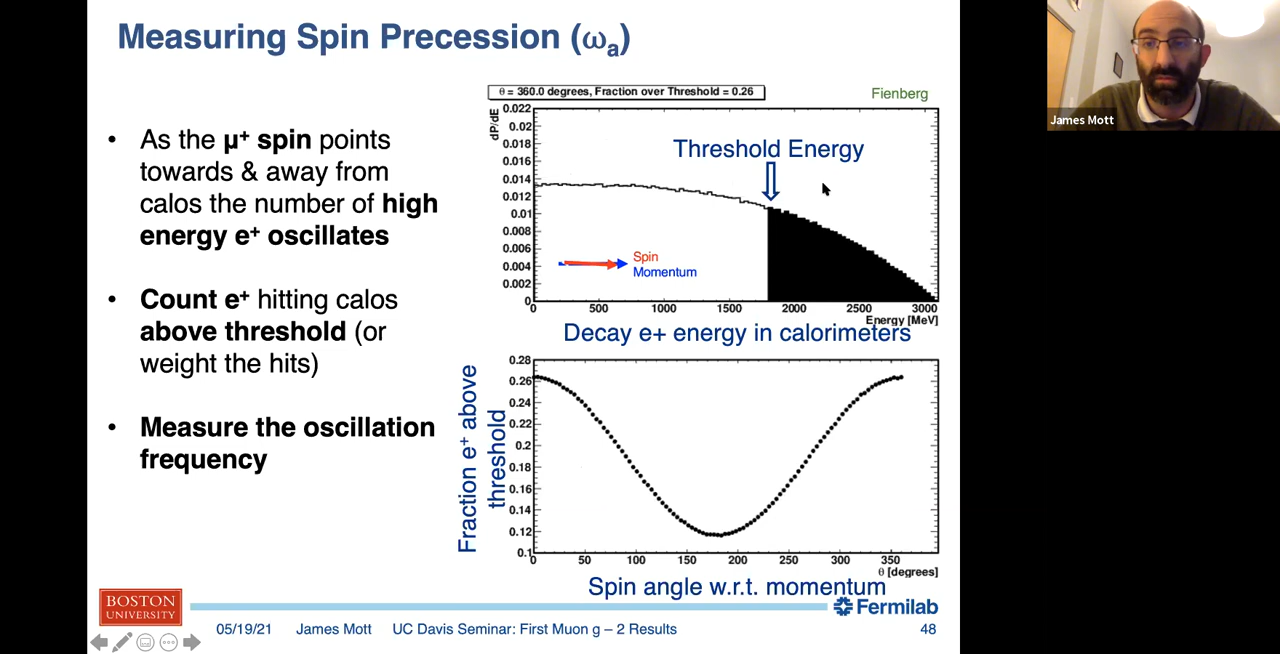 Measuring Spin Precession (ωa)
• As the μ+ spin points
towards & away from
calos the number of high
energy e+ oscillates
• Count e+ hitting calos
above threshold (or
weight the hits)
• Measure the oscillation
frequency
θ = 360.0 degrees, Fraction over Threshold = 0.26
Fienberg
dP/dE
0.022
0.02
0.018
0.016
0.014
0.012
0.01
0.008
0.006
0.004
0.002
0
Threshold Energy
Spin
Momentum
0 500 1000 1500 2000 2500 3000
Energy [MeV]
Decay e+ energy in calorimeters
Fraction e+ above
threshold
0.28
0.26
0.24
0.22
0.2
0.18
0.16
0.14
0.12
0.1
0 50 100 150 200 250 300 350
θ [degrees]
Spin angle w.r.t. momentum
BOSTON
UNIVERSITY
Fermilab
05/19/21 James Mott UC Davis Seminar: First Muon g – 2 Results 48
James Mott